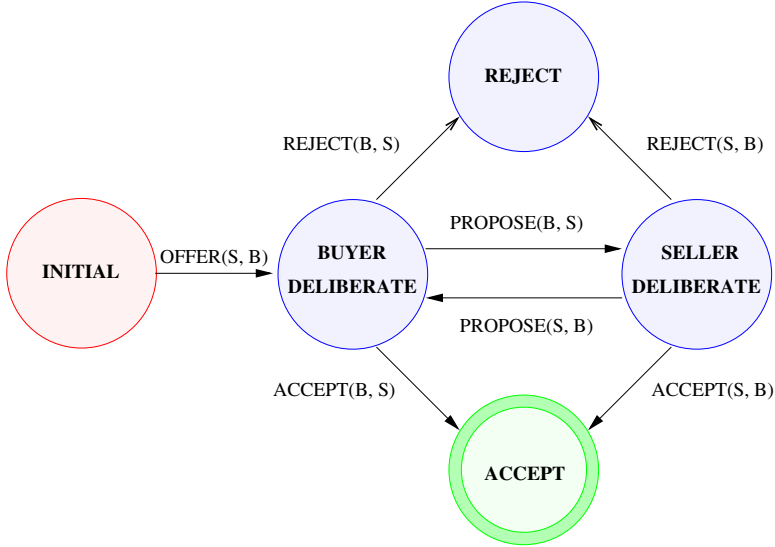 REJECT
REJECT(B, S)
REJECT(S, B)
PROPOSE(B, S)
OFFER(S, B)
INITIAL
BUYER
DELIBERATE
SELLER
DELIBERATE
PROPOSE(S, B)
ACCEPT(B, S)
ACCEPT(S, B)
ACCEPT